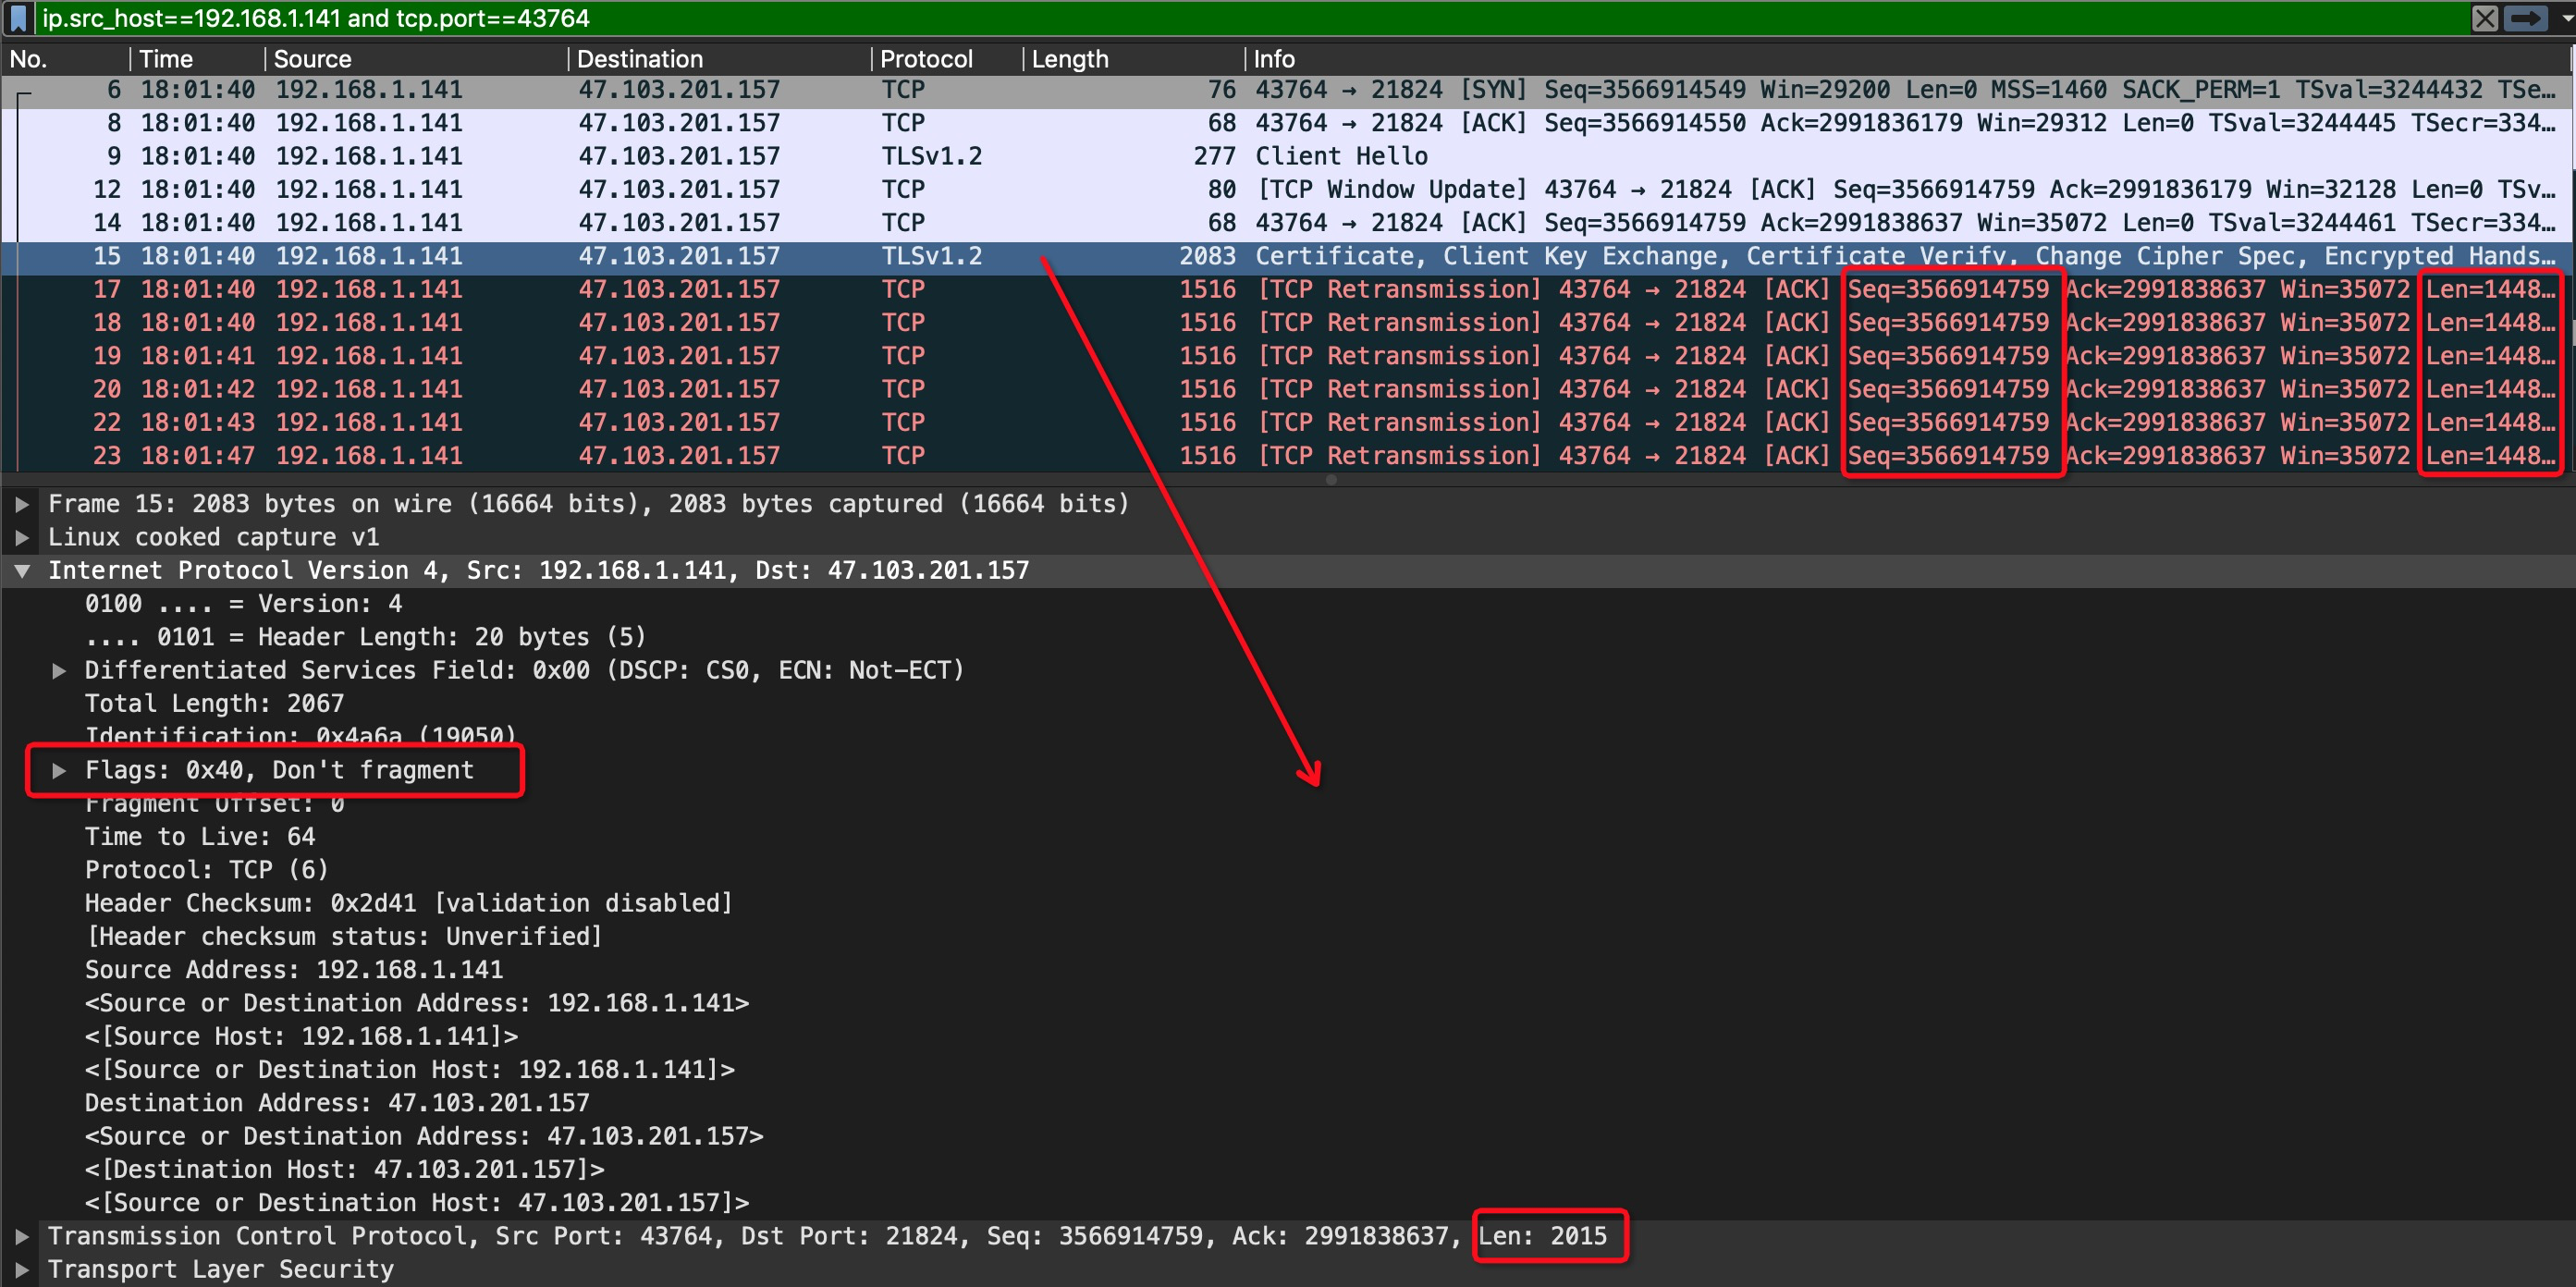 ip.src_host==192.168.1.141 and tcp.port==43764
No. Time Source Destination Protocol Length Info
6 18:01:40 192.168.1.141 47.103.201.157 TCP 76 43764 → 21824 [SYN] Seq=3566914549 Win=29200 Len=0 MSS=1460 SACK_PERM=1 TSval=3244432 TSe…
8 18:01:40 192.168.1.141 47.103.201.157 TCP 68 43764 → 21824 [ACK] Seq=3566914550 Ack=2991836179 Win=29312 Len=0 TSval=3244445 TSecr=334…
9 18:01:40 192.168.1.141 47.103.201.157 TLSv1.2 277 Client Hello
12 18:01:40 192.168.1.141 47.103.201.157 TCP 80 [TCP Window Update] 43764 → 21824 [ACK] Seq=3566914759 Ack=2991836179 Win=32128 Len=0 TSv…
14 18:01:40 192.168.1.141 47.103.201.157 TCP 68 43764 → 21824 [ACK] Seq=3566914759 Ack=2991838637 Win=35072 Len=0 TSval=3244461 TSecr=334…
15 18:01:40 192.168.1.141 47.103.201.157 TLSv1.2 2083 Certificate, Client Key Exchange, Certificate Verify, Change Cipher Spec, Encrypted Hands…
17 18:01:40 192.168.1.141 47.103.201.157 TCP 1516 [TCP Retransmission] 43764 → 21824 [ACK] Seq=3566914759 Ack=2991838637 Win=35072 Len=1448…
18 18:01:40 192.168.1.141 47.103.201.157 TCP 1516 [TCP Retransmission] 43764 → 21824 [ACK] Seq=3566914759 Ack=2991838637 Win=35072 Len=1448…
19 18:01:41 192.168.1.141 47.103.201.157 TCP 1516 [TCP Retransmission] 43764 → 21824 [ACK] Seq=3566914759 Ack=2991838637 Win=35072 Len=1448…
20 18:01:42 192.168.1.141 47.103.201.157 TCP 1516 [TCP Retransmission] 43764 → 21824 [ACK] Seq=3566914759 Ack=2991838637 Win=35072 Len=1448…
22 18:01:43 192.168.1.141 47.103.201.157 TCP 1516 [TCP Retransmission] 43764 → 21824 [ACK] Seq=3566914759 Ack=2991838637 Win=35072 Len=1448…
23 18:01:47 192.168.1.141 47.103.201.157 TCP 1516 [TCP Retransmission] 43764 → 21824 [ACK] Seq=3566914759 Ack=2991838637 Win=35072 Len=1448…
Frame 15: 2083 bytes on wire (16664 bits), 2083 bytes captured (16664 bits)
Linux cooked capture v1
Internet Protocol Version 4, Src: 192.168.1.141, Dst: 47.103.201.157
0100 .... = Version: 4
.... 0101 = Header Length: 20 bytes (5)
Differentiated Services Field: 0x00 (DSCP: CS0, ECN: Not-ECT)
Total Length: 2067
Identification: 0x4a6a (19050)
Flags: 0x40, Don't fragment
Fragment Offset: 0
Time to Live: 64
Protocol: TCP (6)
Header Checksum: 0x2d41 [validation disabled]
[Header checksum status: Unverified]
Source Address: 192.168.1.141
<Source or Destination Address: 192.168.1.141>
<[Source Host: 192.168.1.141]>
<[Source or Destination Host: 192.168.1.141]>
Destination Address: 47.103.201.157
<Source or Destination Address: 47.103.201.157>
<[Destination Host: 47.103.201.157]>
<[Source or Destination Host: 47.103.201.157]>
Transmission Control Protocol, Src Port: 43764, Dst Port: 21824, Seq: 3566914759, Ack: 2991838637, Len: 2015
Transport Layer Security